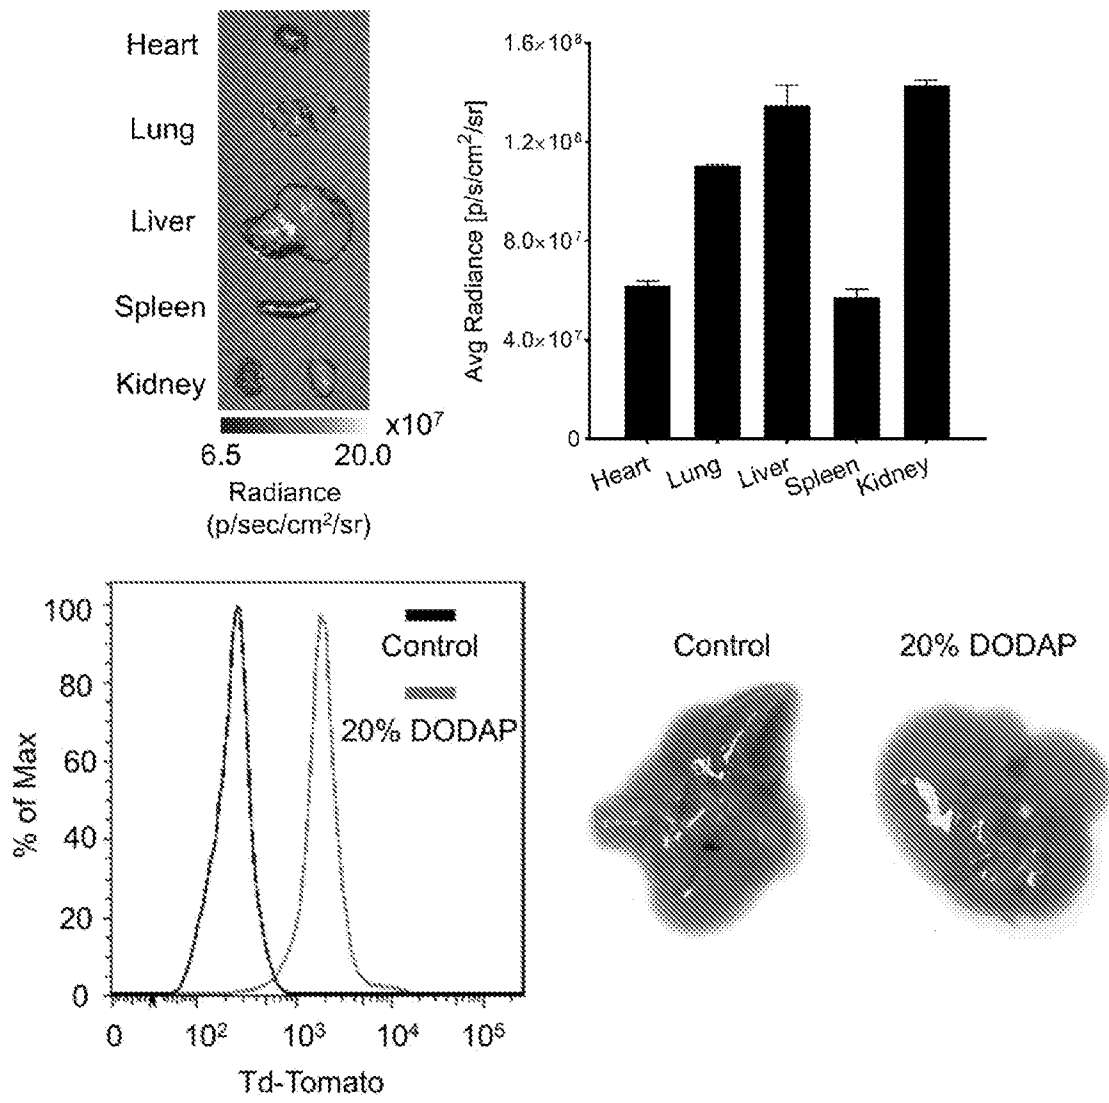 Heart
Lung
Liver
Spleen
Kidney
x10⁷
6.5 20.0
Radiance
(p/sec/cm²/sr)
Avg Radiance [p/s/cm²/sr]
1.6×10⁸
1.2×10⁸
8.0×10⁷
4.0×10⁷
0
Heart Lung Liver Spleen Kidney
% of Max
100
80
60
40
20
0
Control
20% DODAP
0 10² 10³ 10⁴ 10⁵
Td-Tomato
Control 20% DODAP